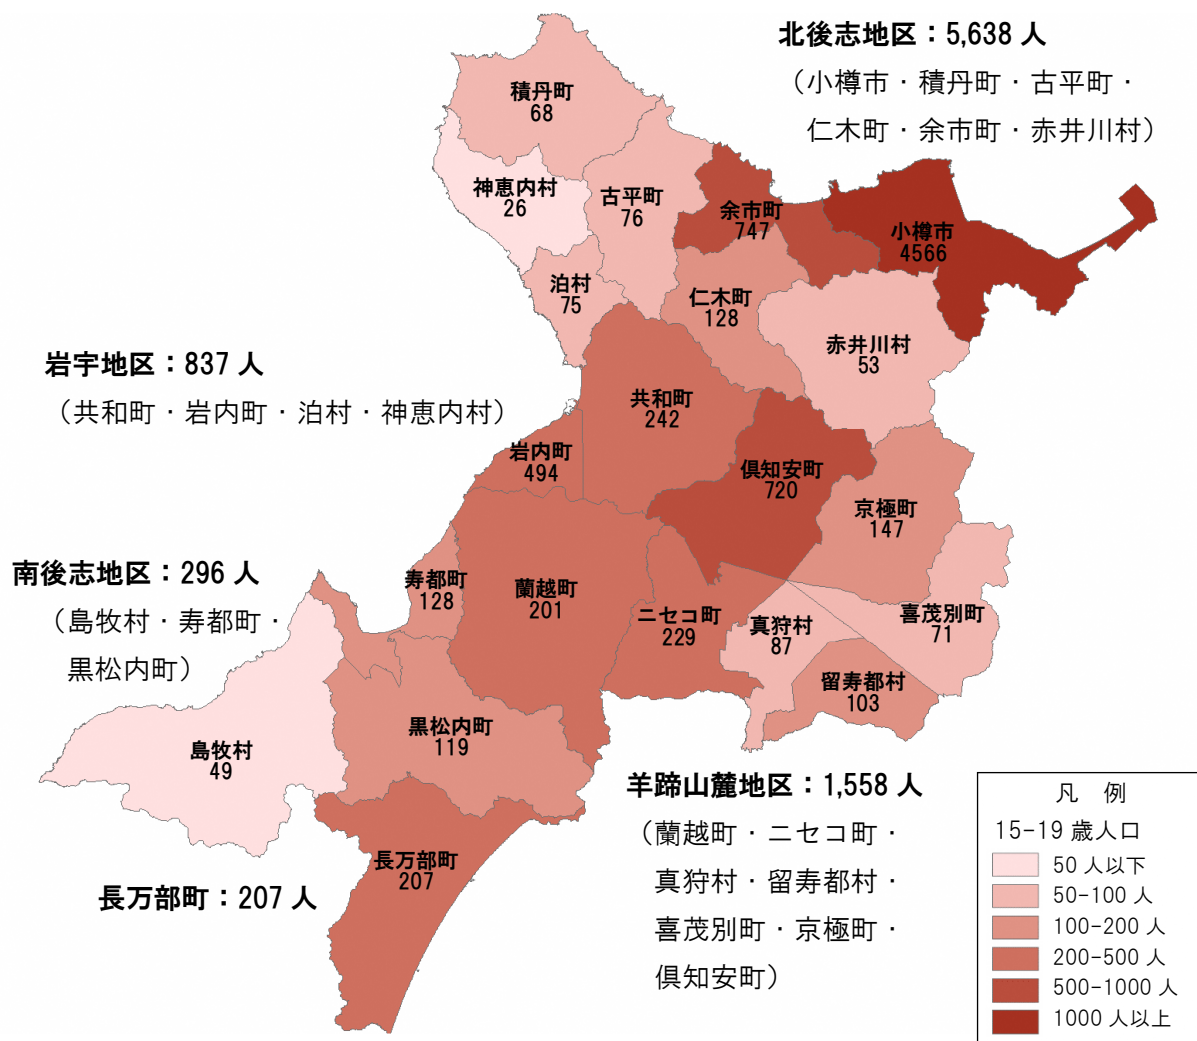 北後志地区：5,638 人
（小樽市・積丹町・古平町・
仁木町・余市町・赤井川村）
積丹町
68
神恵内村
26
古平町
76
余市町
747
小樽市
4566
泊村
75
仁木町
128
赤井川村
53
岩宇地区：837 人
（共和町・岩内町・泊村・神恵内村）
共和町
242
岩内町
494
倶知安町
720
京極町
147
南後志地区：296 人
（島牧村・寿都町・
黒松内町）
寿都町
128
蘭越町
201
ニセコ町
229
真狩村
87
喜茂別町
71
留寿都村
103
島牧村
49
黒松内町
119
長万部町
207
長万部町：207 人
羊蹄山麓地区：1,558 人
（蘭越町・ニセコ町・
真狩村・留寿都村・
喜茂別町・京極町・
倶知安町）
凡 例
15-19 歳人口
50 人以下
50-100 人
100-200 人
200-500 人
500-1000 人
1000 人以上